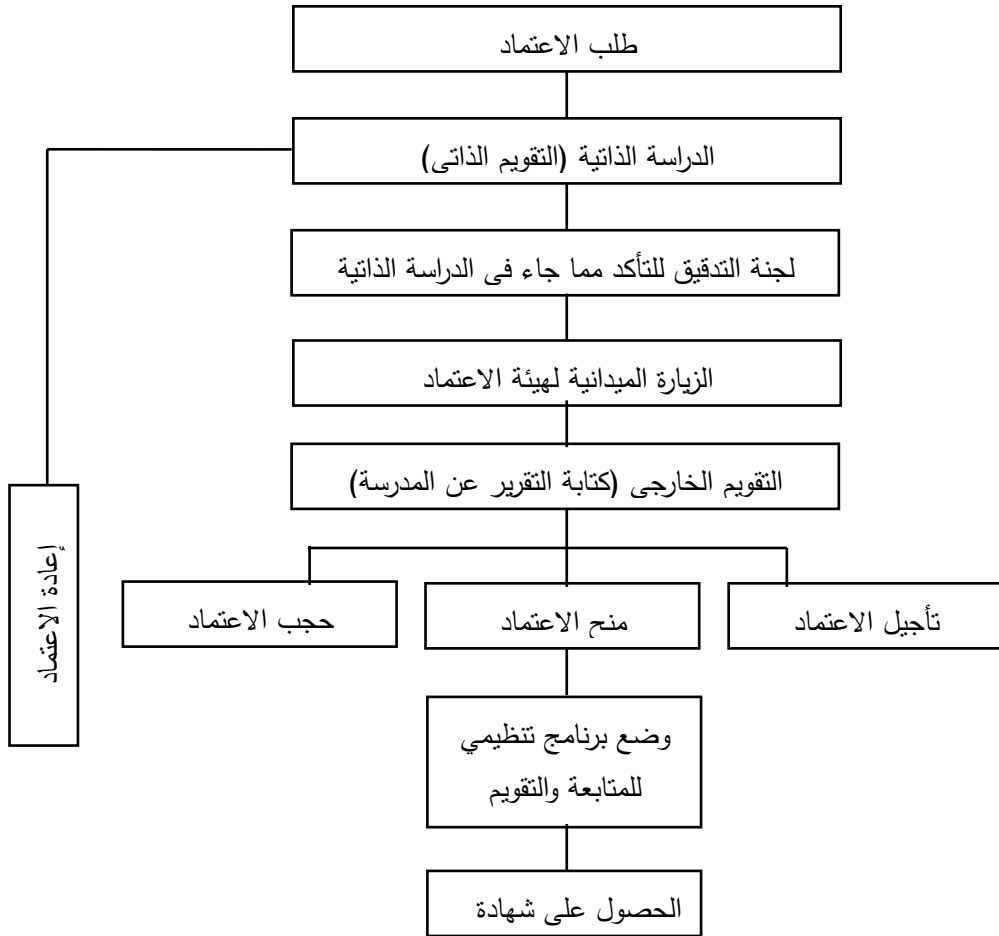 طلب الاعتماد
الدراسة الذاتية (التقويم الذاتى)
لجنة التدقيق للتأكد مما جاء فى الدراسة الذاتية
الزيارة الميدانية لهيئة الاعتماد
التقويم الخارجى (كتابة التقرير عن المدرسة)
تأجيل الاعتماد
منح الاعتماد
حجب الاعتماد
إعادة الاعتماد
وضع برنامج تنظيمي
للمتابعة والتقويم
الحصول على شهادة